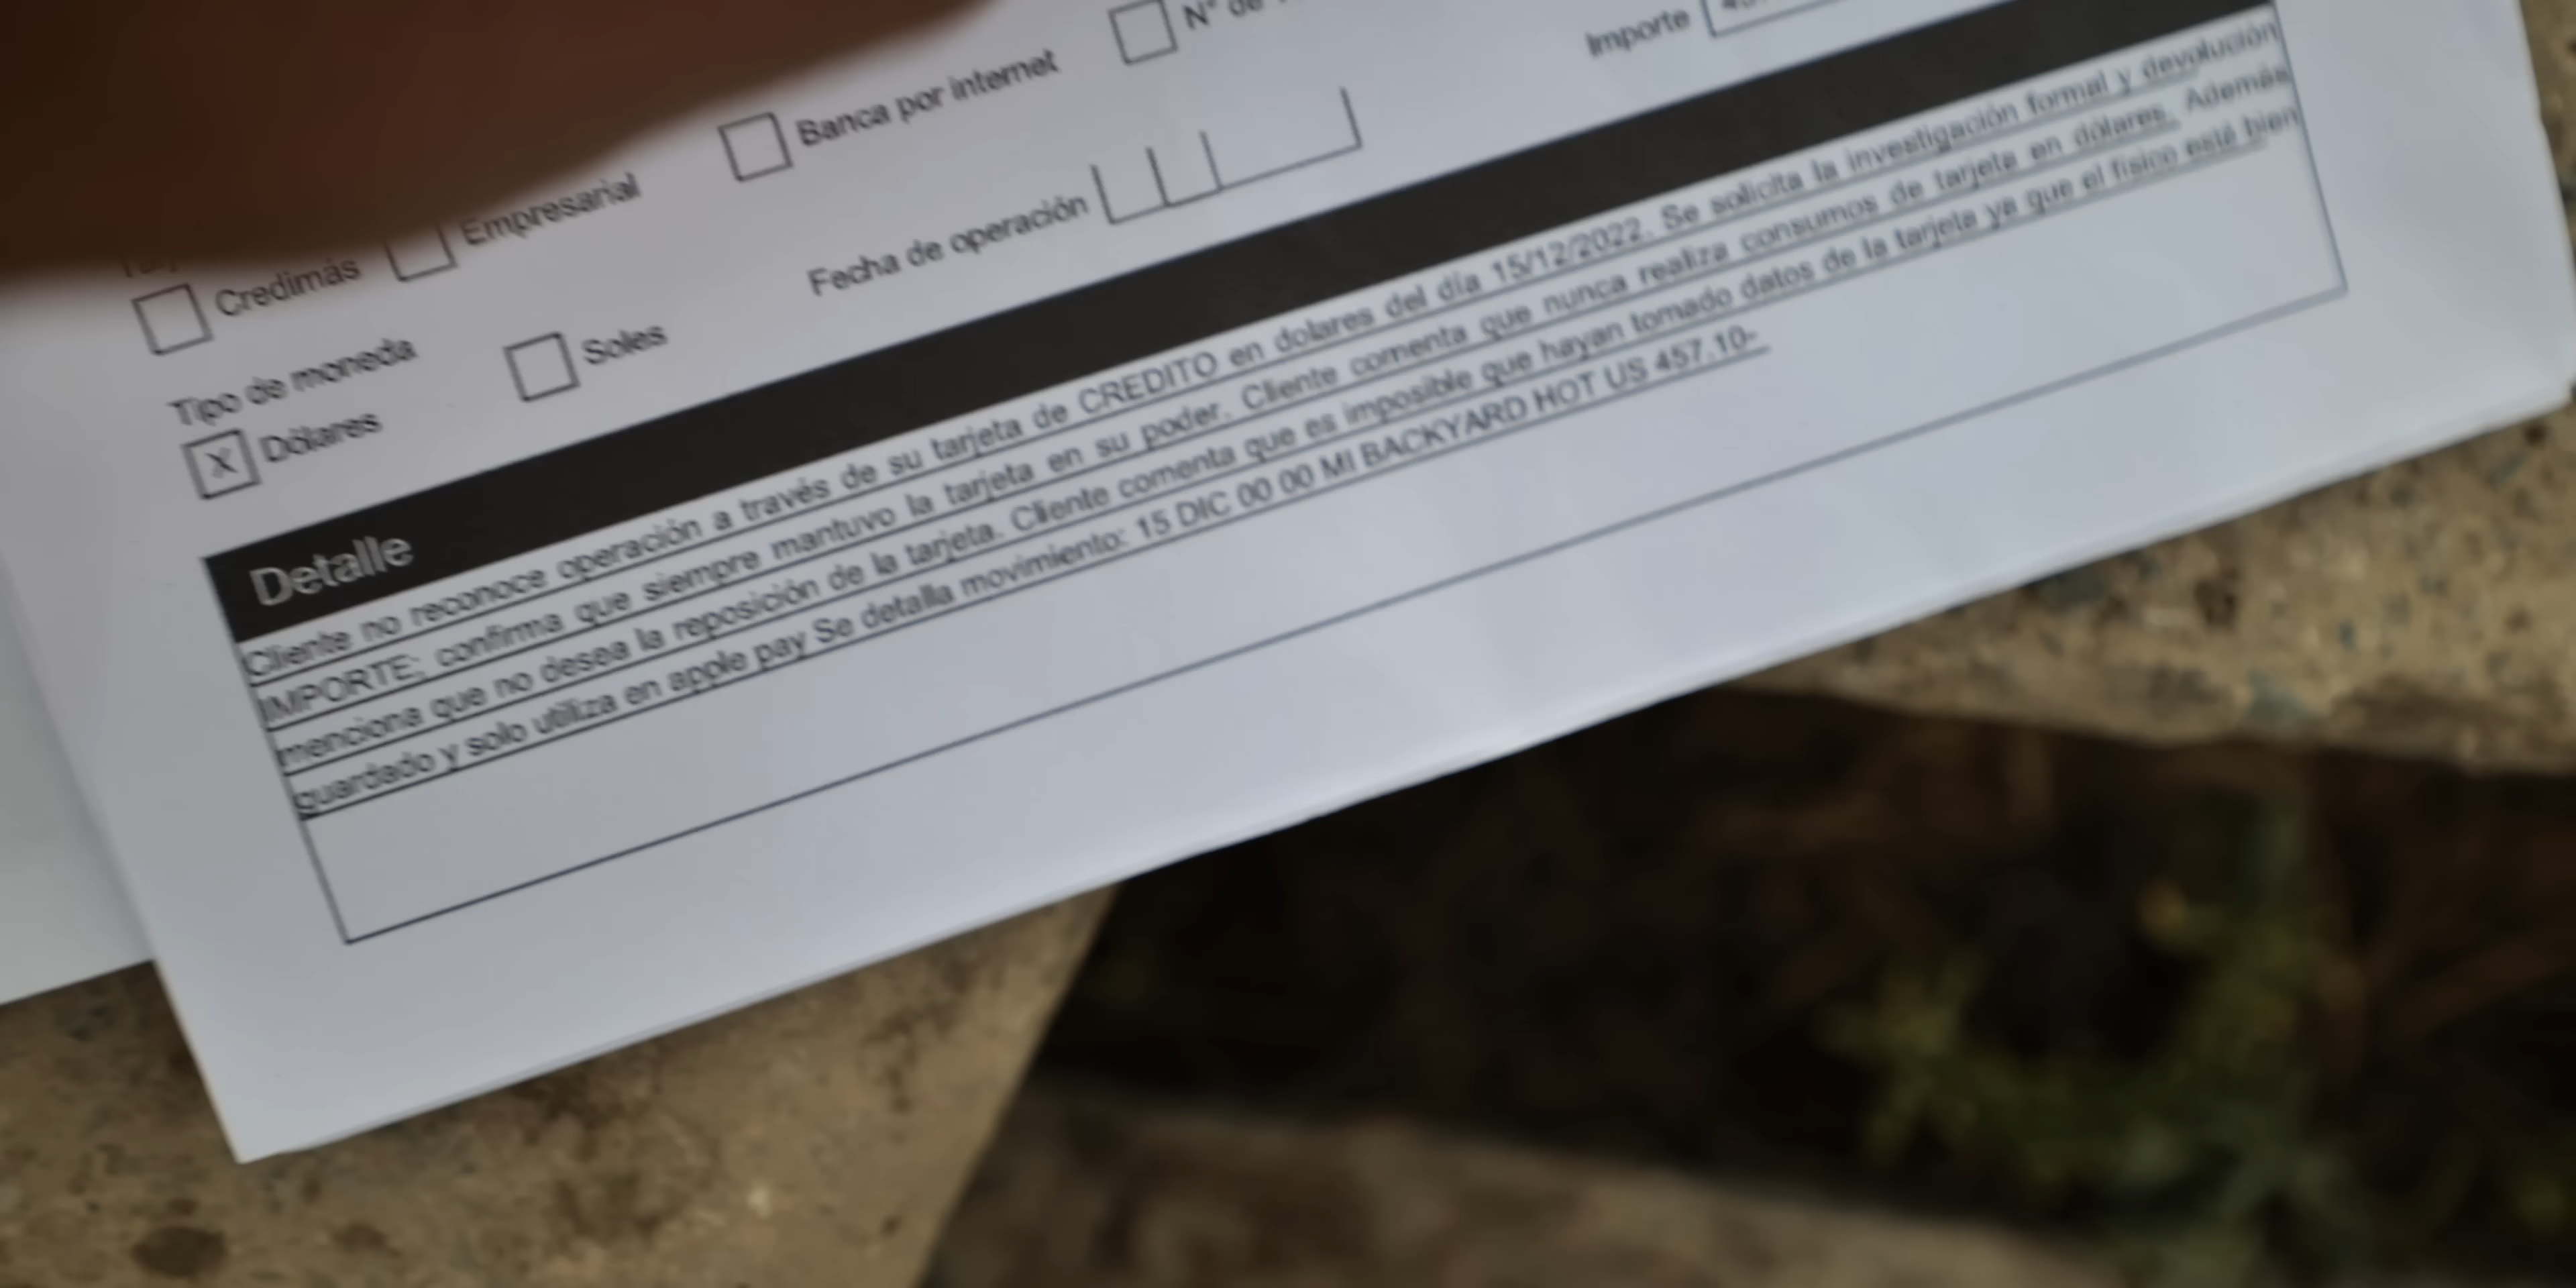 N° de
Banca por internet
Importe
Empresarial
Credimás
Fecha de operación
Tipo de moneda
Soles
X Dólares
Detalle
Cliente no reconoce operación a través de su tarjeta de CREDITO en dolares del día 15/12/2022. Se solicita la investigación formal y devolución
IMPORTE; confirma que siempre mantuvo la tarjeta en su poder. Cliente comenta que nunca realiza consumos de tarjeta en dólares. Además
menciona que no desea la reposición de la tarjeta. Cliente comenta que es imposible que hayan tomado datos de la tarjeta ya que el fisico esté bien
guardado y solo utiliza en apple pay Se detalla movimiento: 15 DIC 00 00 MI BACKYARD HOT US 457.10-